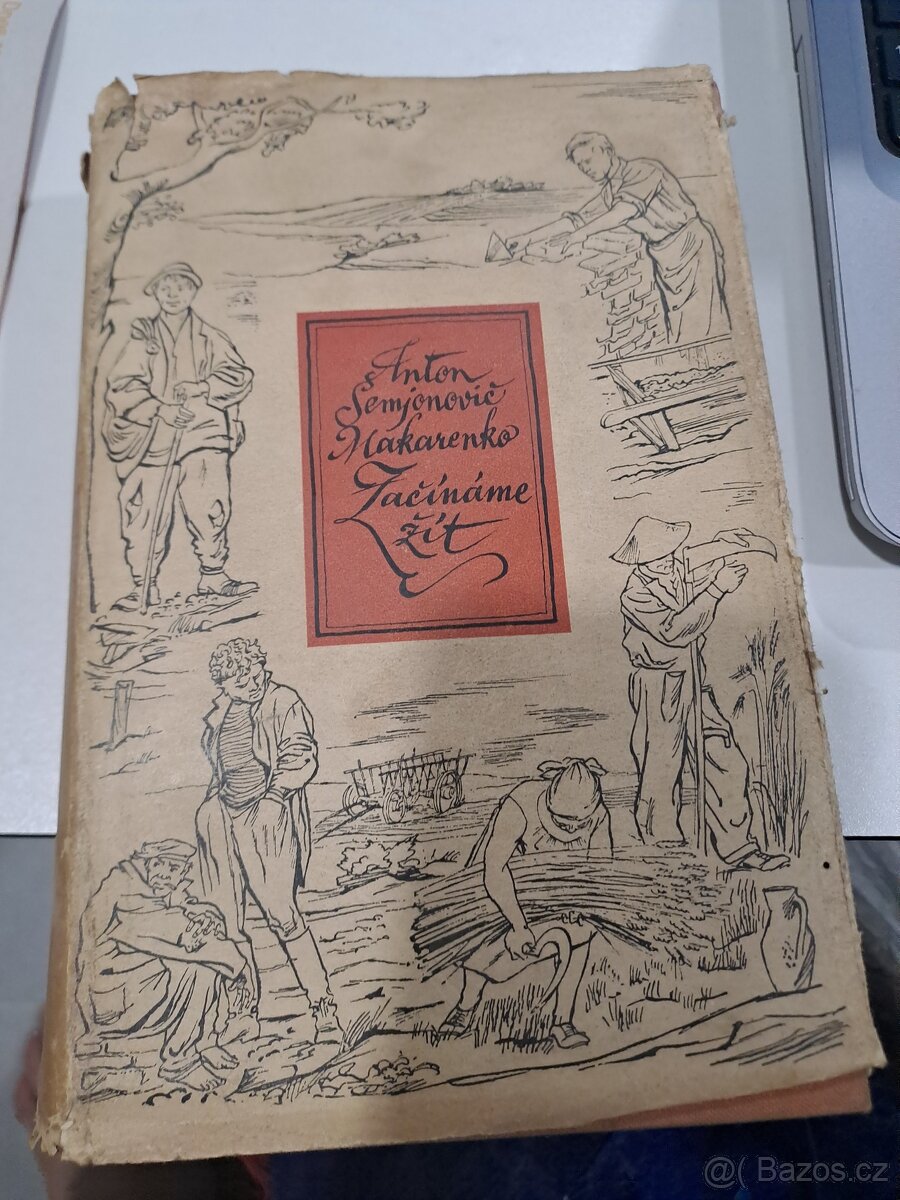 Anton
Semjonovič
Makarenko
Začínáme
žít
@( Bazos.cz